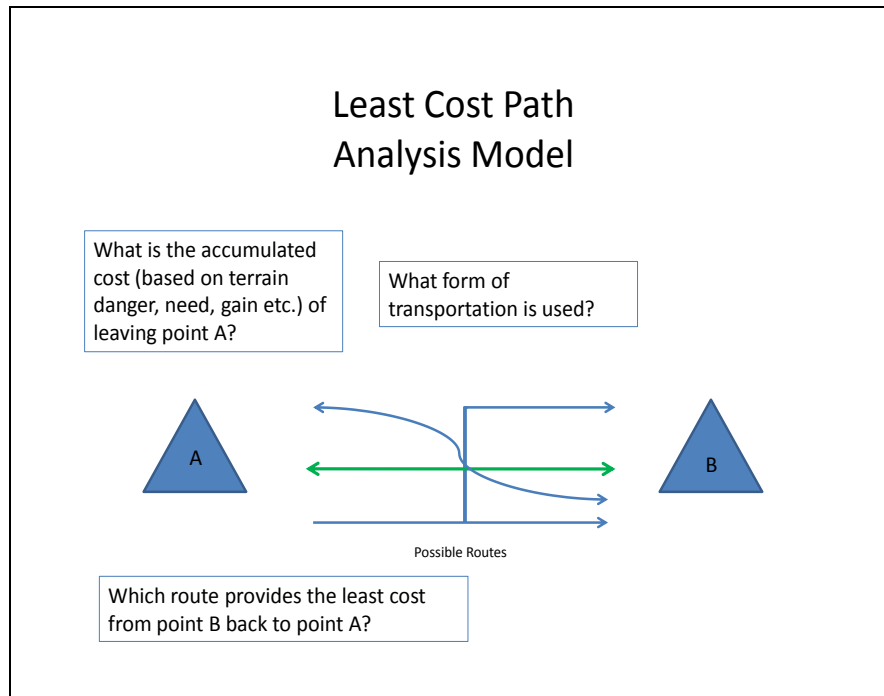 Least Cost Path
Analysis Model
What is the accumulated
cost (based on terrain
danger, need, gain etc.) of
leaving point A?
What form of
transportation is used?
A
B
Possible Routes
Which route provides the least cost
from point B back to point A?